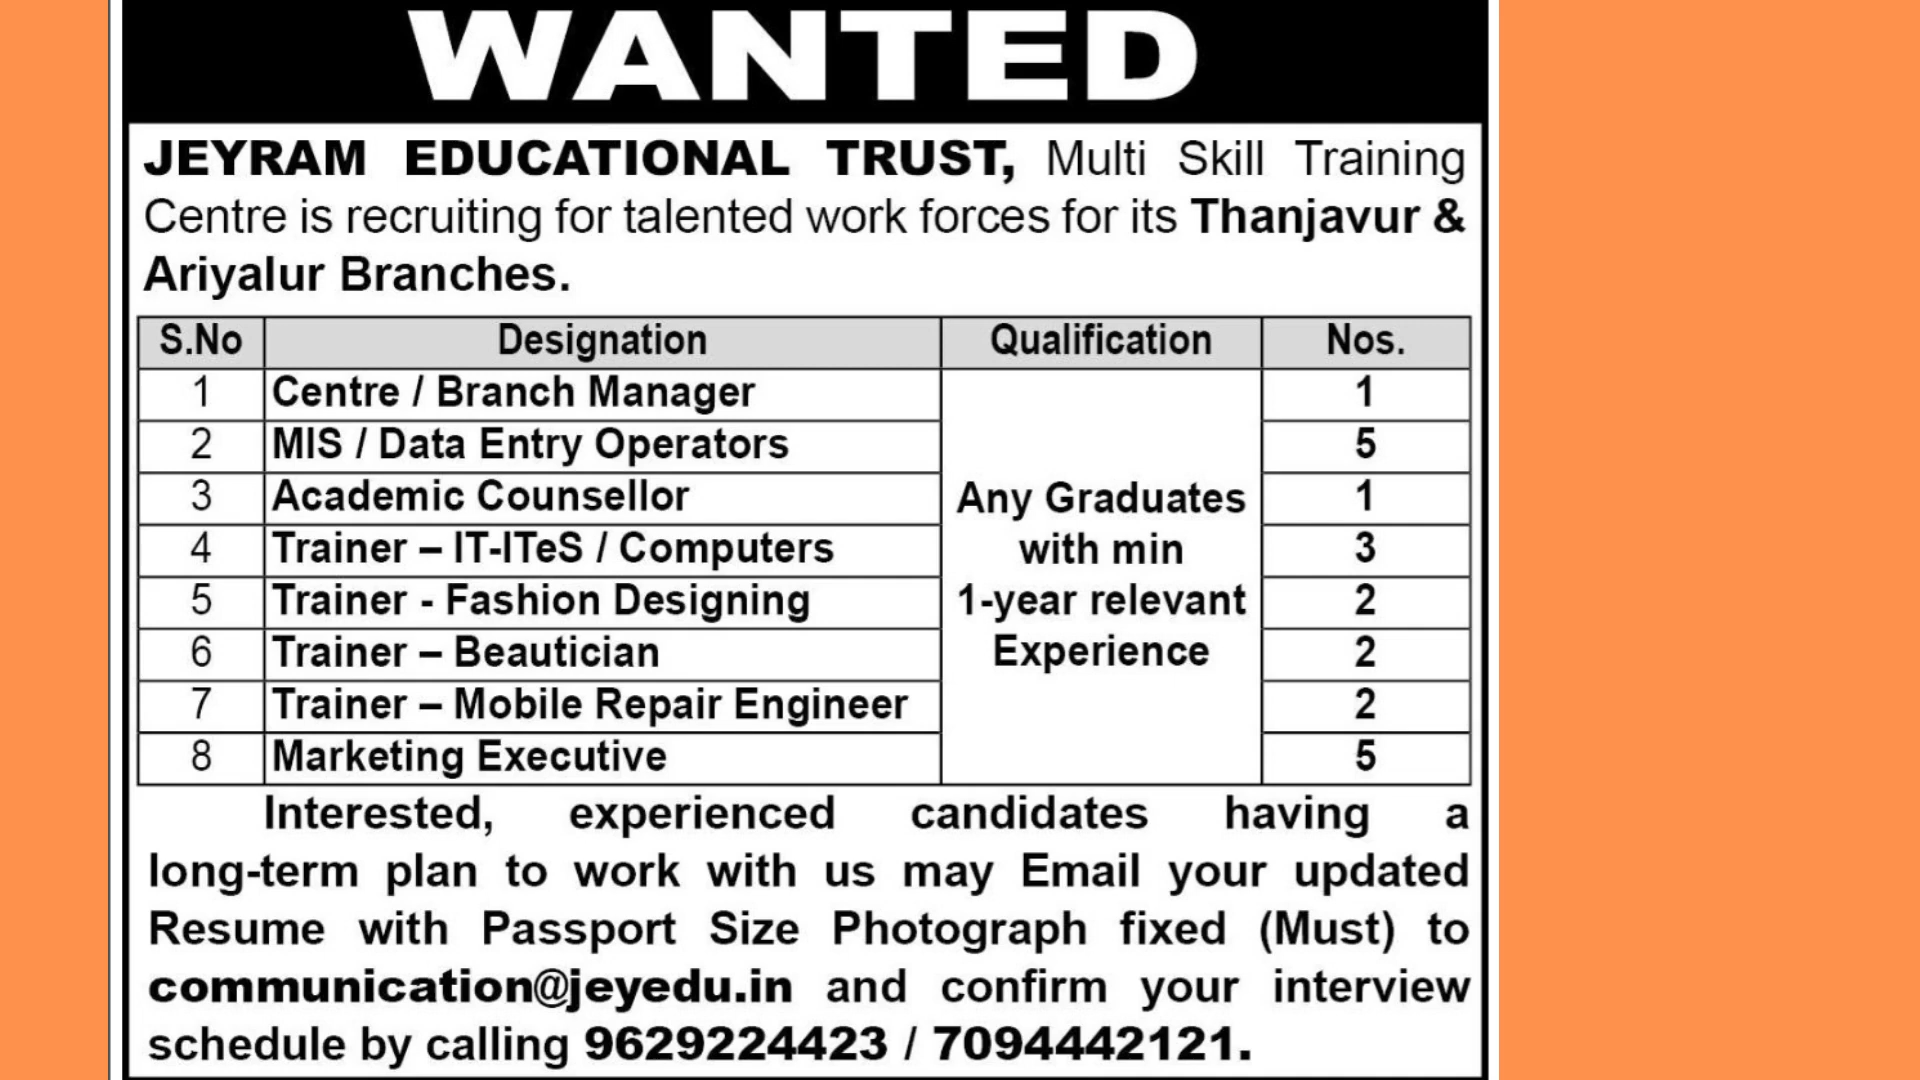 WANTED
JEYRAM EDUCATIONAL TRUST, Multi Skill Training
Centre is recruiting for talented work forces for its Thanjavur &
Ariyalur Branches.
S.No Designation Qualification Nos.
1 Centre / Branch Manager 1
2 MIS / Data Entry Operators 5
3 Academic Counsellor 1
4 Trainer – IT-ITeS / Computers 3
5 Trainer - Fashion Designing 2
6 Trainer – Beautician 2
7 Trainer – Mobile Repair Engineer 2
8 Marketing Executive 5
Any Graduates
with min
1-year relevant
Experience
Interested, experienced candidates having a
long-term plan to work with us may Email your updated
Resume with Passport Size Photograph fixed (Must) to
communication@jeyedu.in and confirm your interview
schedule by calling 9629224423 / 7094442121.